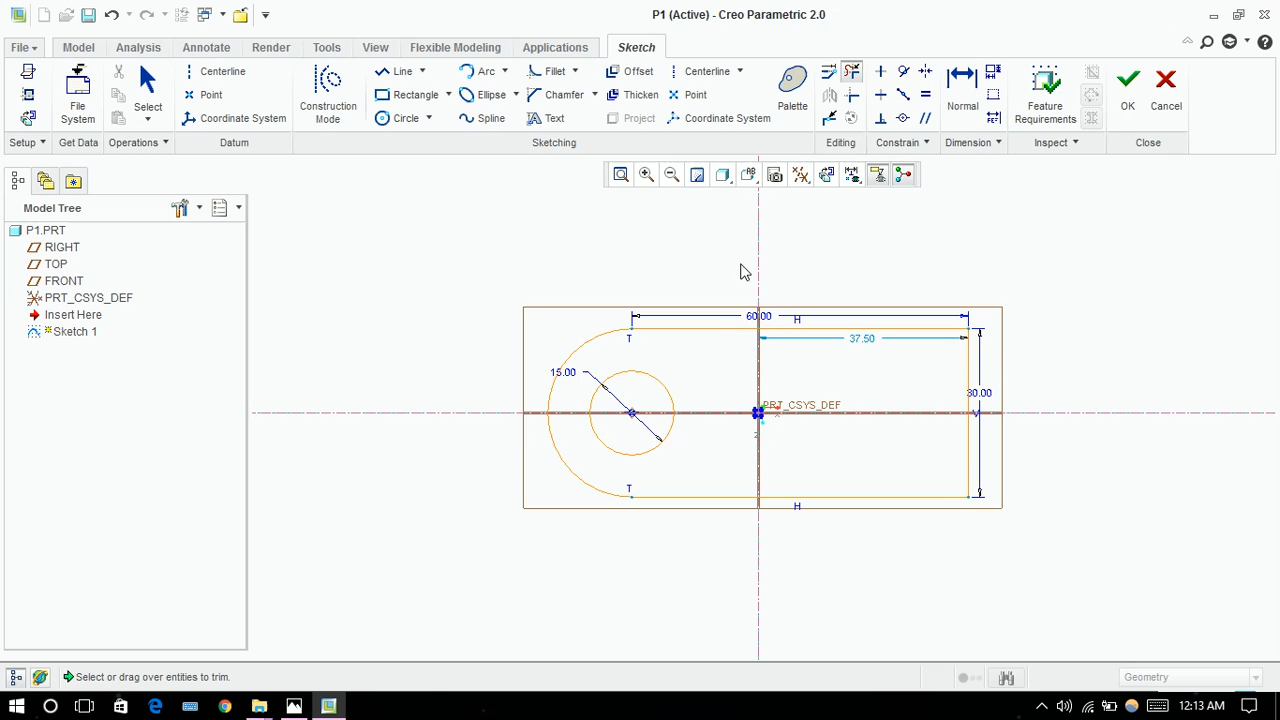 P1 (Active) - Creo Parametric 2.0
File Model Analysis Annotate Render Tools View Flexible Modeling Applications Sketch
Centerline Line Arc Fillet Offset Centerline
Point Rectangle Ellipse Chamfer Thicken Point
Coordinate System Circle Spline Text Project Coordinate System
File System
Select
Construction Mode
Palette
Normal
Feature Requirements
OK
Cancel
Setup Get Data Operations Datum Sketching Editing Constrain Dimension Inspect Close
Model Tree
P1.PRT
RIGHT
TOP
FRONT
PRT_CSYS_DEF
Insert Here
Sketch 1
60.00
H
T
37.50
15.00
30.00
PRT_CSYS_DEF
X
V
2
T
H
Select or drag over entities to trim.
Geometry
12:13 AM